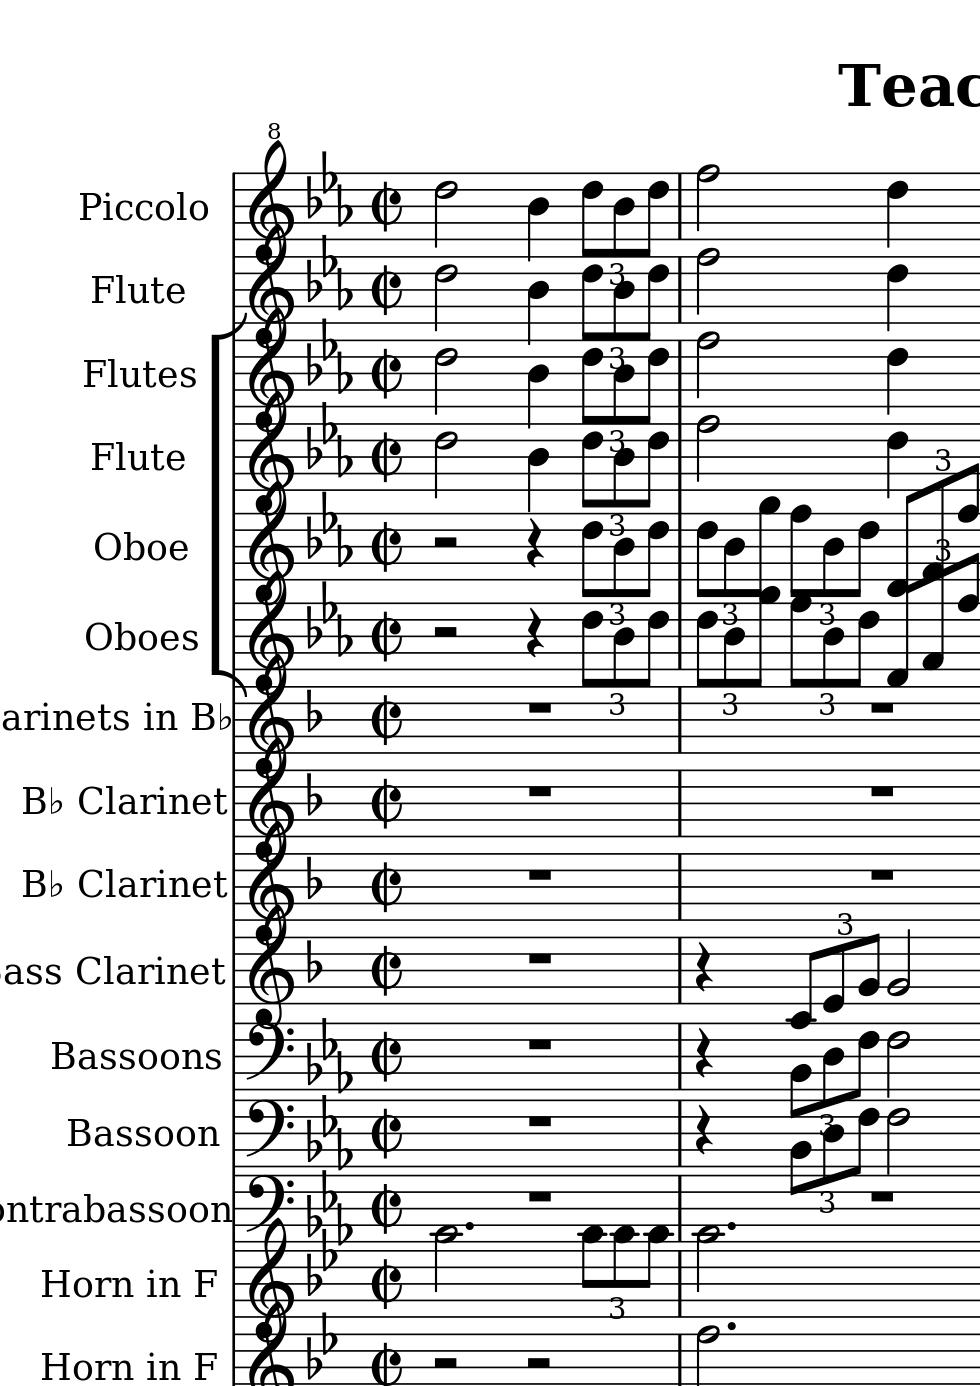 Teac
8
Piccolo
3
Flute
3
Flutes
3
Flute
3
3
Oboe
3 3 3
3
Oboes
3 3 3
arinets in B♭
B♭ Clarinet
B♭ Clarinet
3
ass Clarinet
Bassoons
3
Bassoon
3
ontrabassoon
Horn in F
3
Horn in F